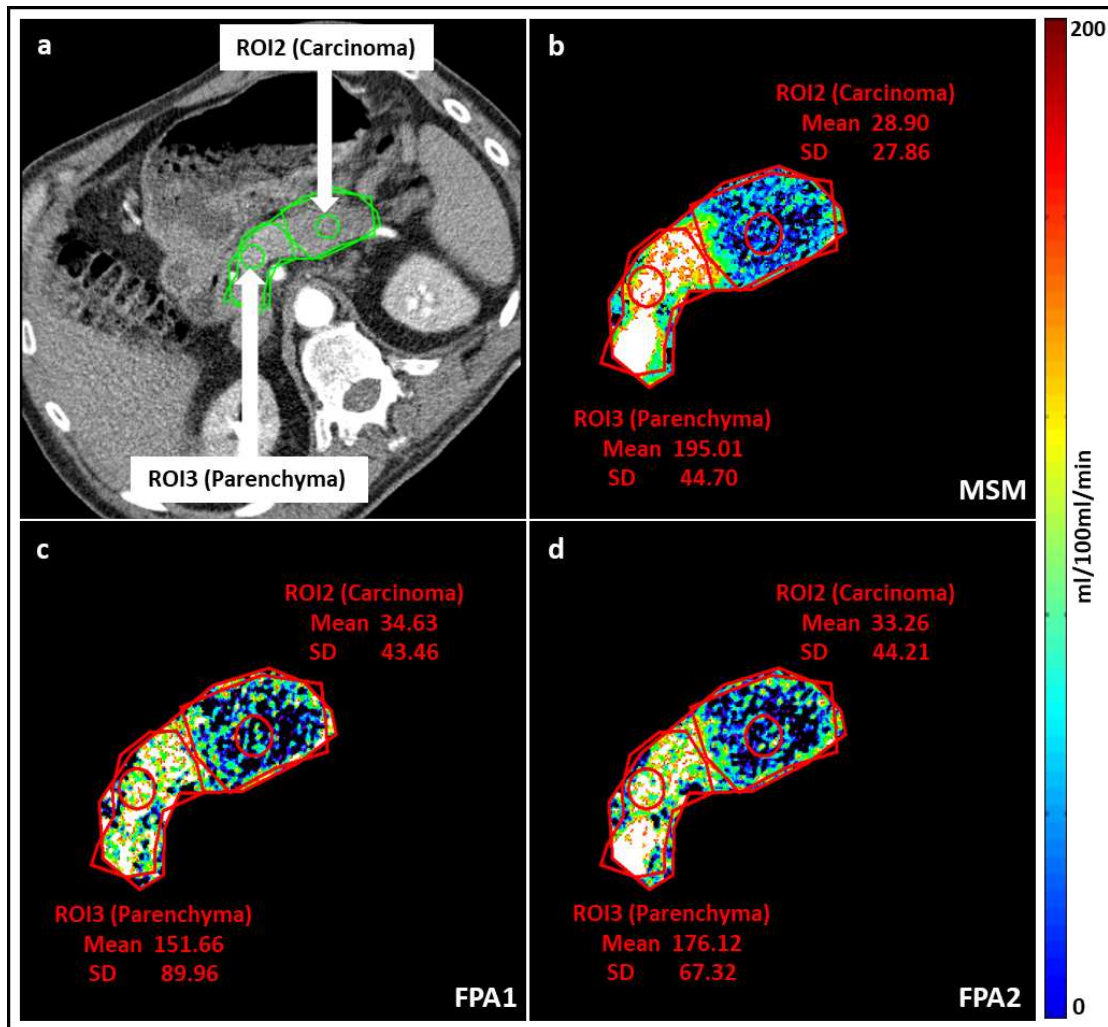 a
ROI2 (Carcinoma)
ROI3 (Parenchyma)
b
ROI2 (Carcinoma)
Mean 28.90
SD 27.86
ROI3 (Parenchyma)
Mean 195.01
SD 44.70
MSM
200
ml/100ml/min
0
c
ROI2 (Carcinoma)
Mean 34.63
SD 43.46
ROI3 (Parenchyma)
Mean 151.66
SD 89.96
FPA1
d
ROI2 (Carcinoma)
Mean 33.26
SD 44.21
ROI3 (Parenchyma)
Mean 176.12
SD 67.32
FPA2